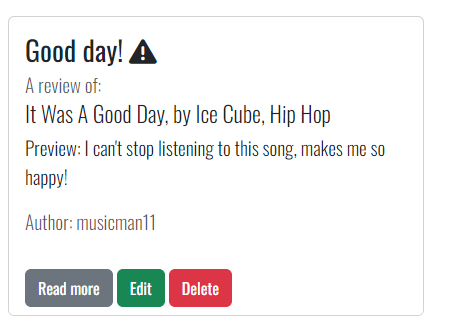 Good day!
A review of:
It Was A Good Day, by Ice Cube, Hip Hop
Preview: I can't stop listening to this song, makes me so
happy!
Author: musicman11
Read more Edit Delete